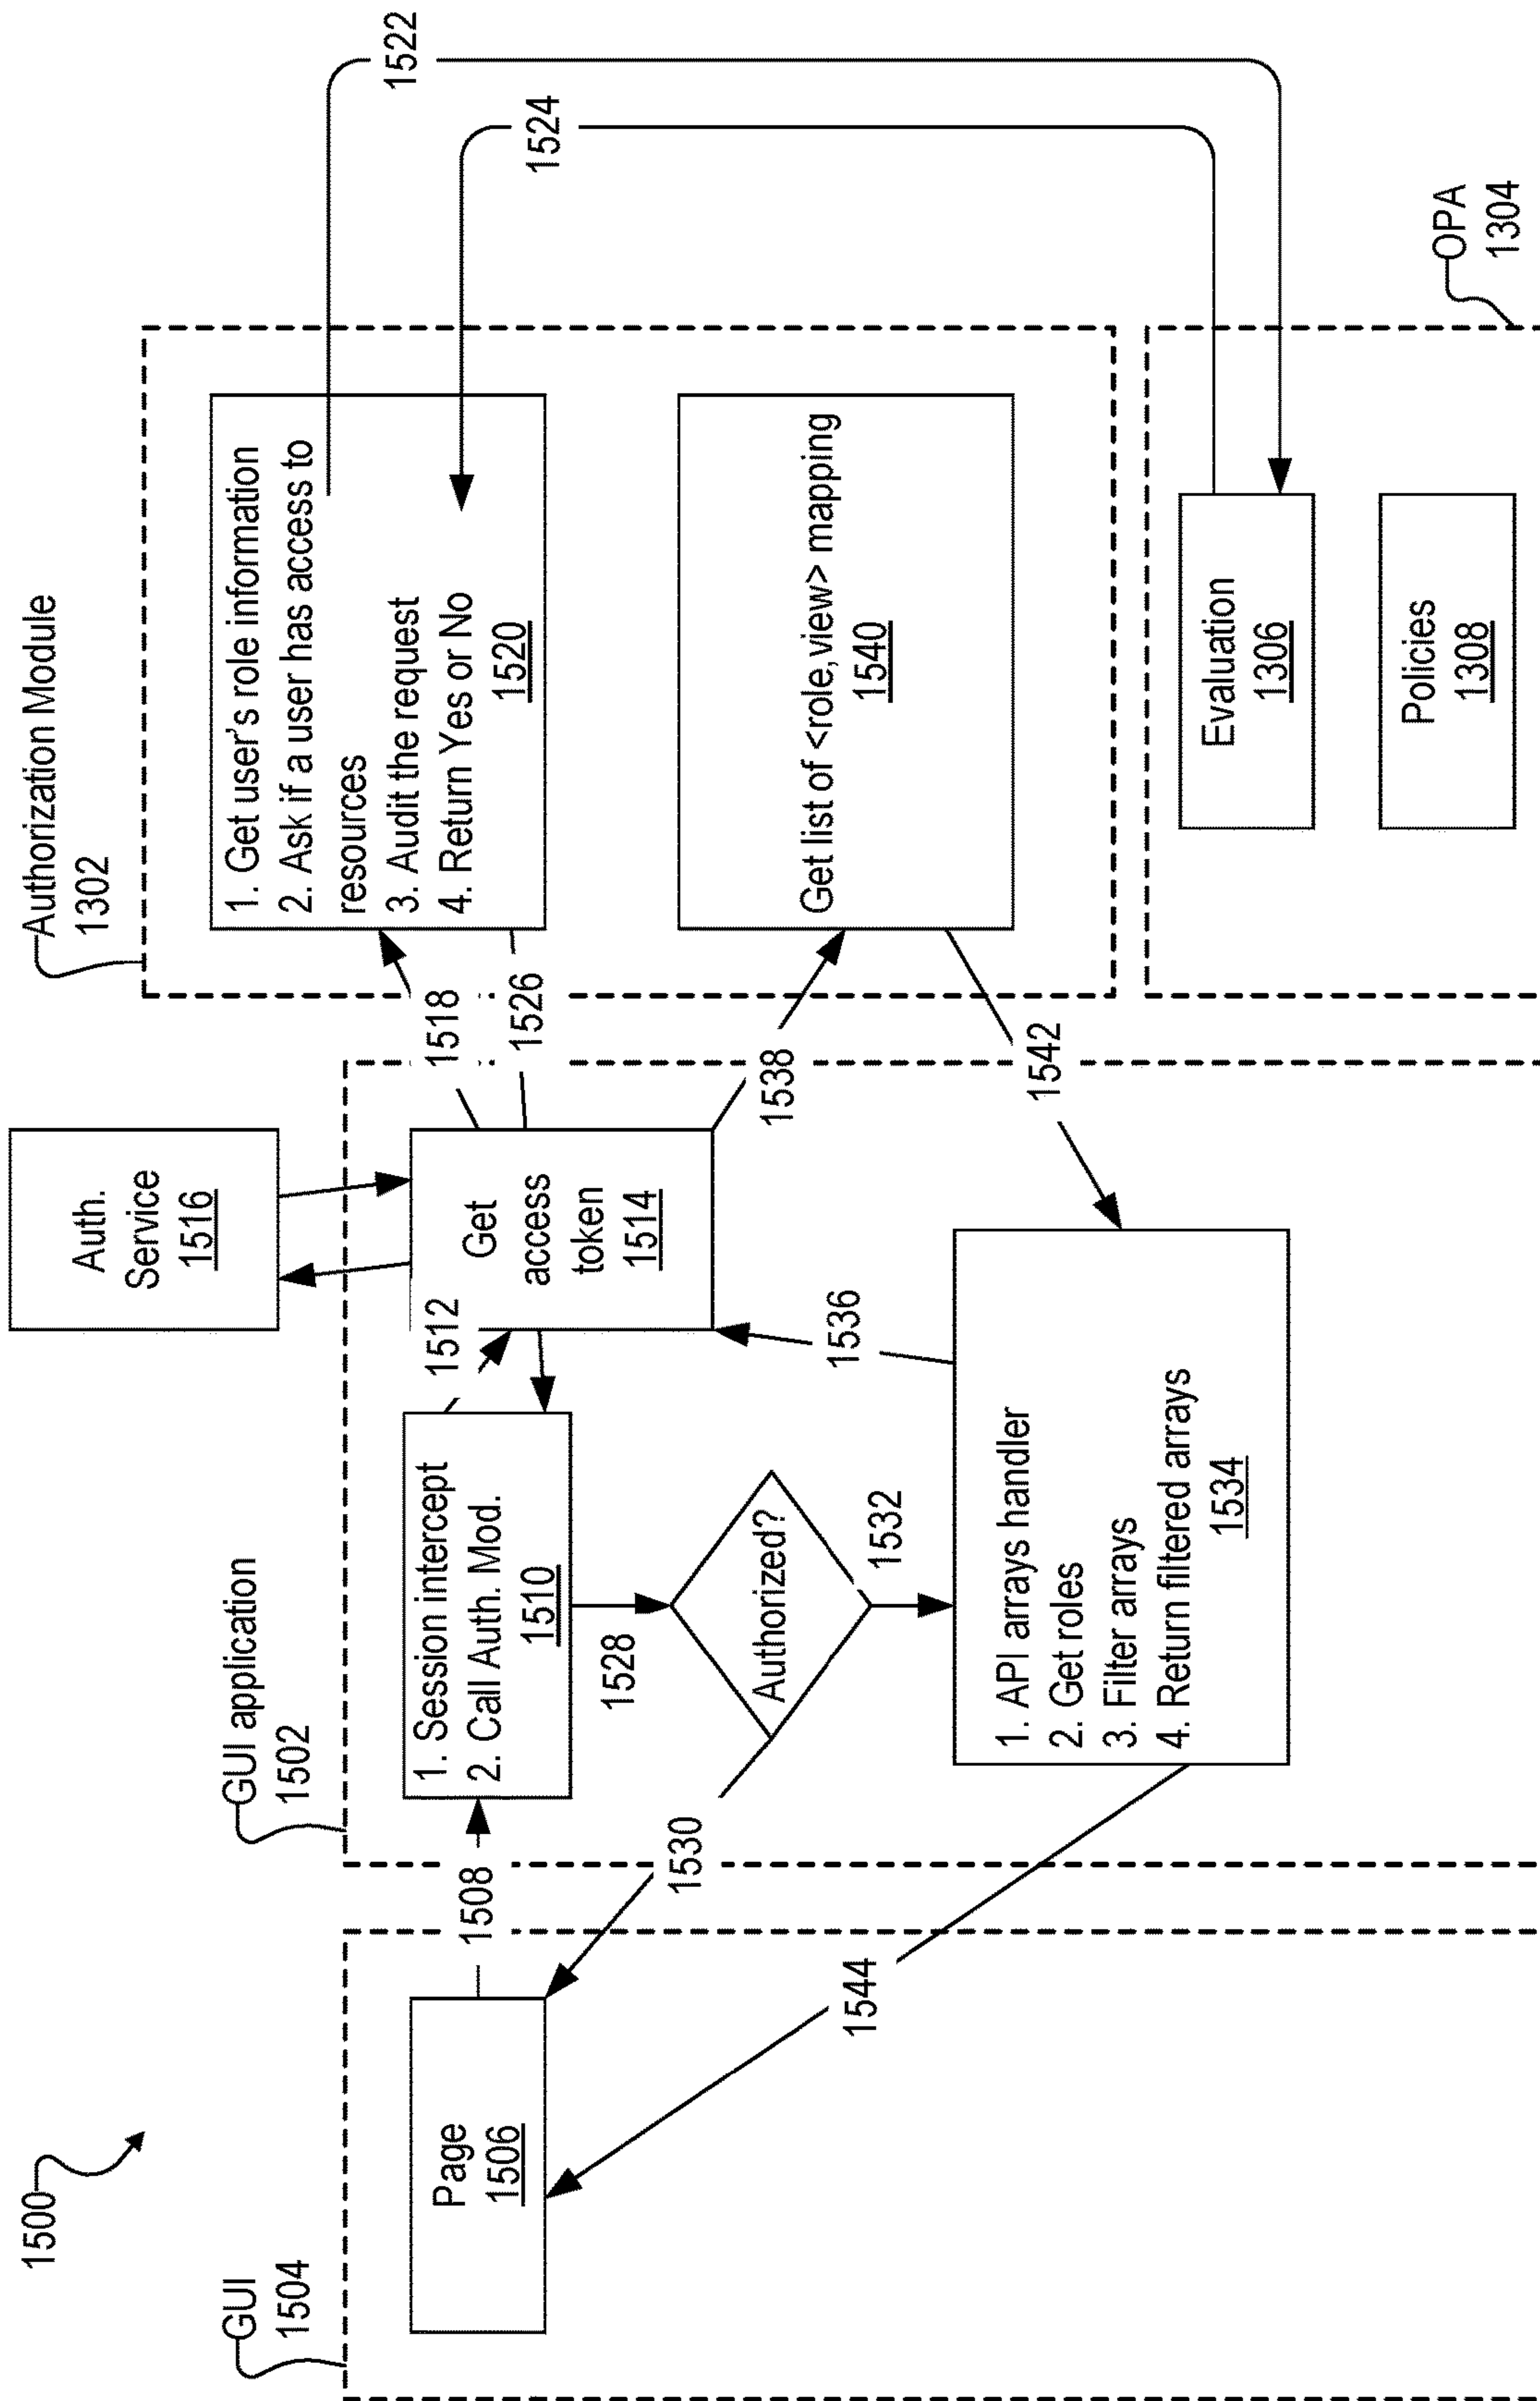 1500
GUI
1504
Page
1506
1508
GUI application
1502
1. Session intercept
2. Call Auth. Mod.
1510
1512
Get
access
token
1514
Auth.
Service
1516
1518
1526
Authorization Module
1302
1. Get user's role information
2. Ask if a user has access to
resources
3. Audit the request
4. Return Yes or No
1520
1522
1524
1528
Authorized?
1530
1532
1. API arrays handler
2. Get roles
3. Filter arrays
4. Return filtered arrays
1534
1536
1538
Get list of <role,view> mapping
1540
1542
1544
Evaluation
1306
Policies
1308
OPA
1304